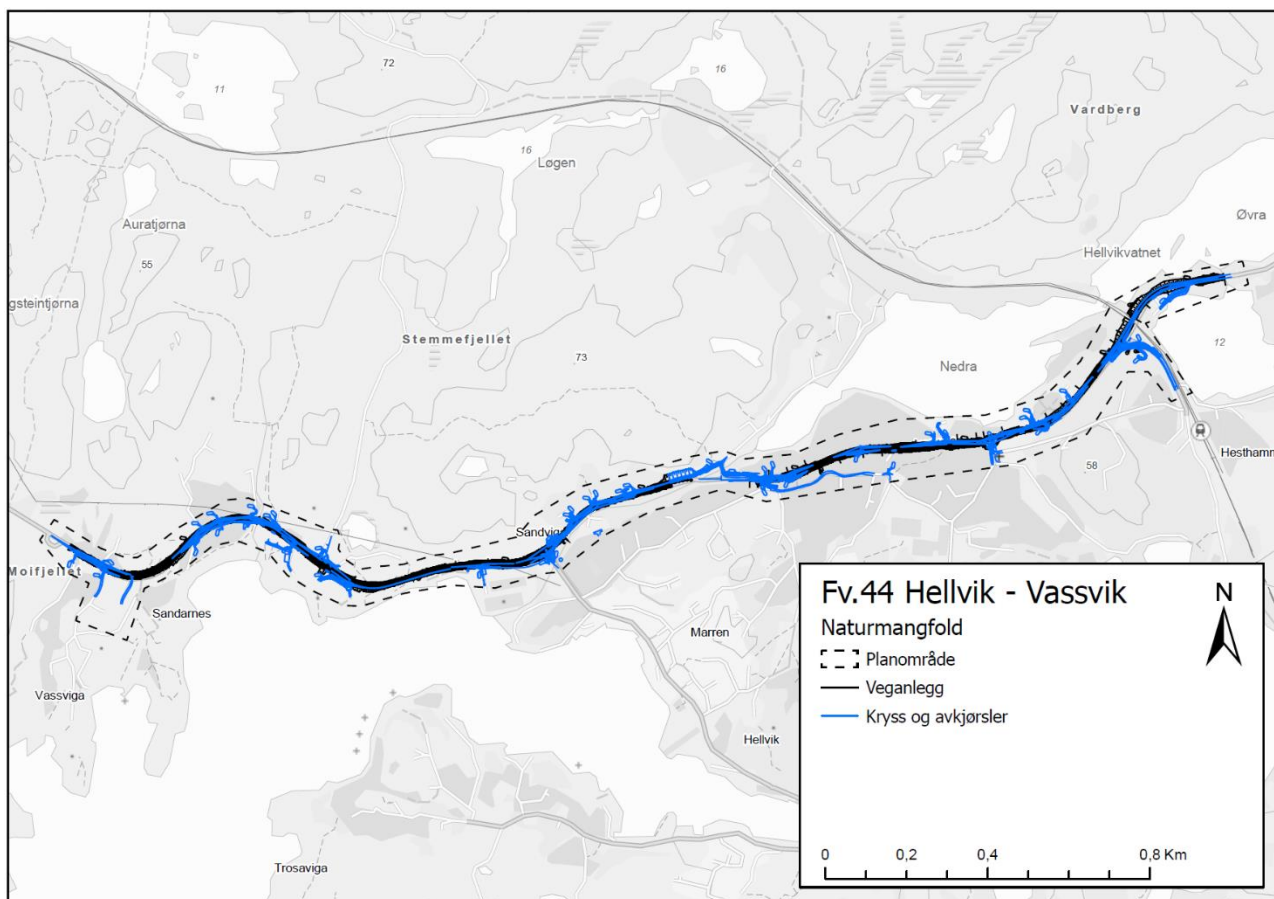 72
11
16
Vardberg
16
Løgen
Auratjørna
Øvra
Hellvikvatnet
55
gsteintjørna
Stemmefjellet
73
12
Nedra
Hesthamm
58
Sandvig
Moifjellet
Sandarnes
Marren
Vassviga
Hellvik
Trosaviga
Fv.44 Hellvik - Vassvik
N
Naturmangfold
Planområde
Veganlegg
Kryss og avkjørsler
0 0,2 0,4 0,8 Km